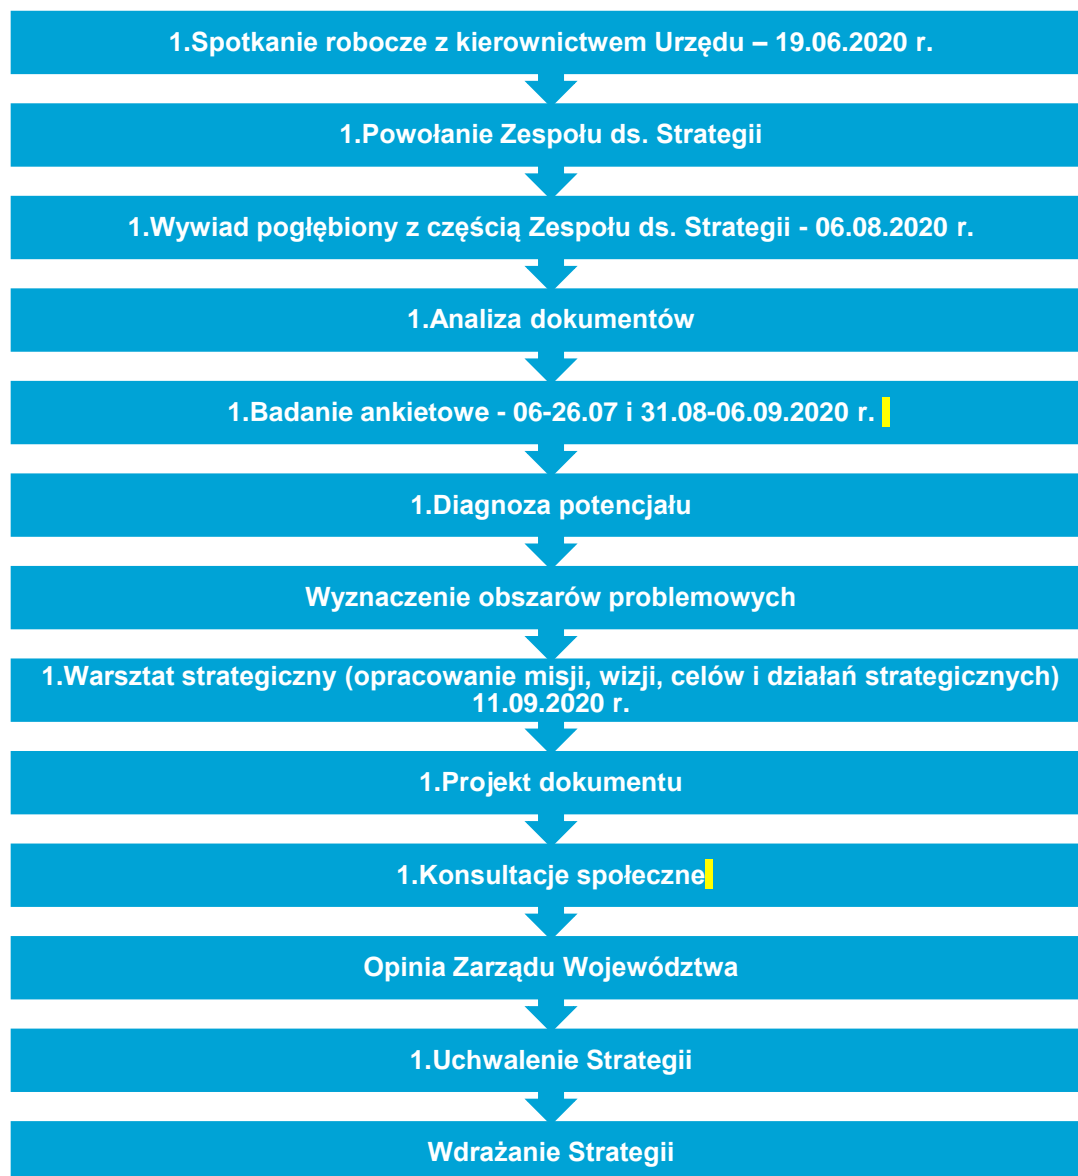 1.Spotkanie robocze z kierownictwem Urzędu – 19.06.2020 r.
1.Powołanie Zespołu ds. Strategii
1.Wywiad pogłębiony z częścią Zespołu ds. Strategii - 06.08.2020 r.
1.Analiza dokumentów
1.Badanie ankietowe - 06-26.07 i 31.08-06.09.2020 r.
1.Diagnoza potencjału
Wyznaczenie obszarów problemowych
1.Warsztat strategiczny (opracowanie misji, wizji, celów i działań strategicznych)
11.09.2020 r.
1.Projekt dokumentu
1.Konsultacje społeczne
Opinia Zarządu Województwa
1.Uchwalenie Strategii
Wdrażanie Strategii